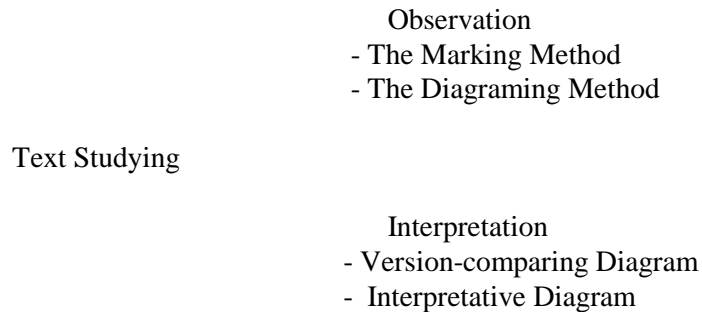 Observation
- The Marking Method
- The Diagraming Method
Text Studying
Interpretation
- Version-comparing Diagram
- Interpretative Diagram